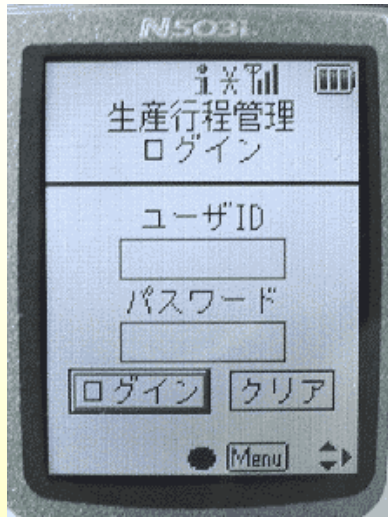 N503i
生産行程管理
ログイン
ユーザID
パスワード
ログイン クリア
Menu